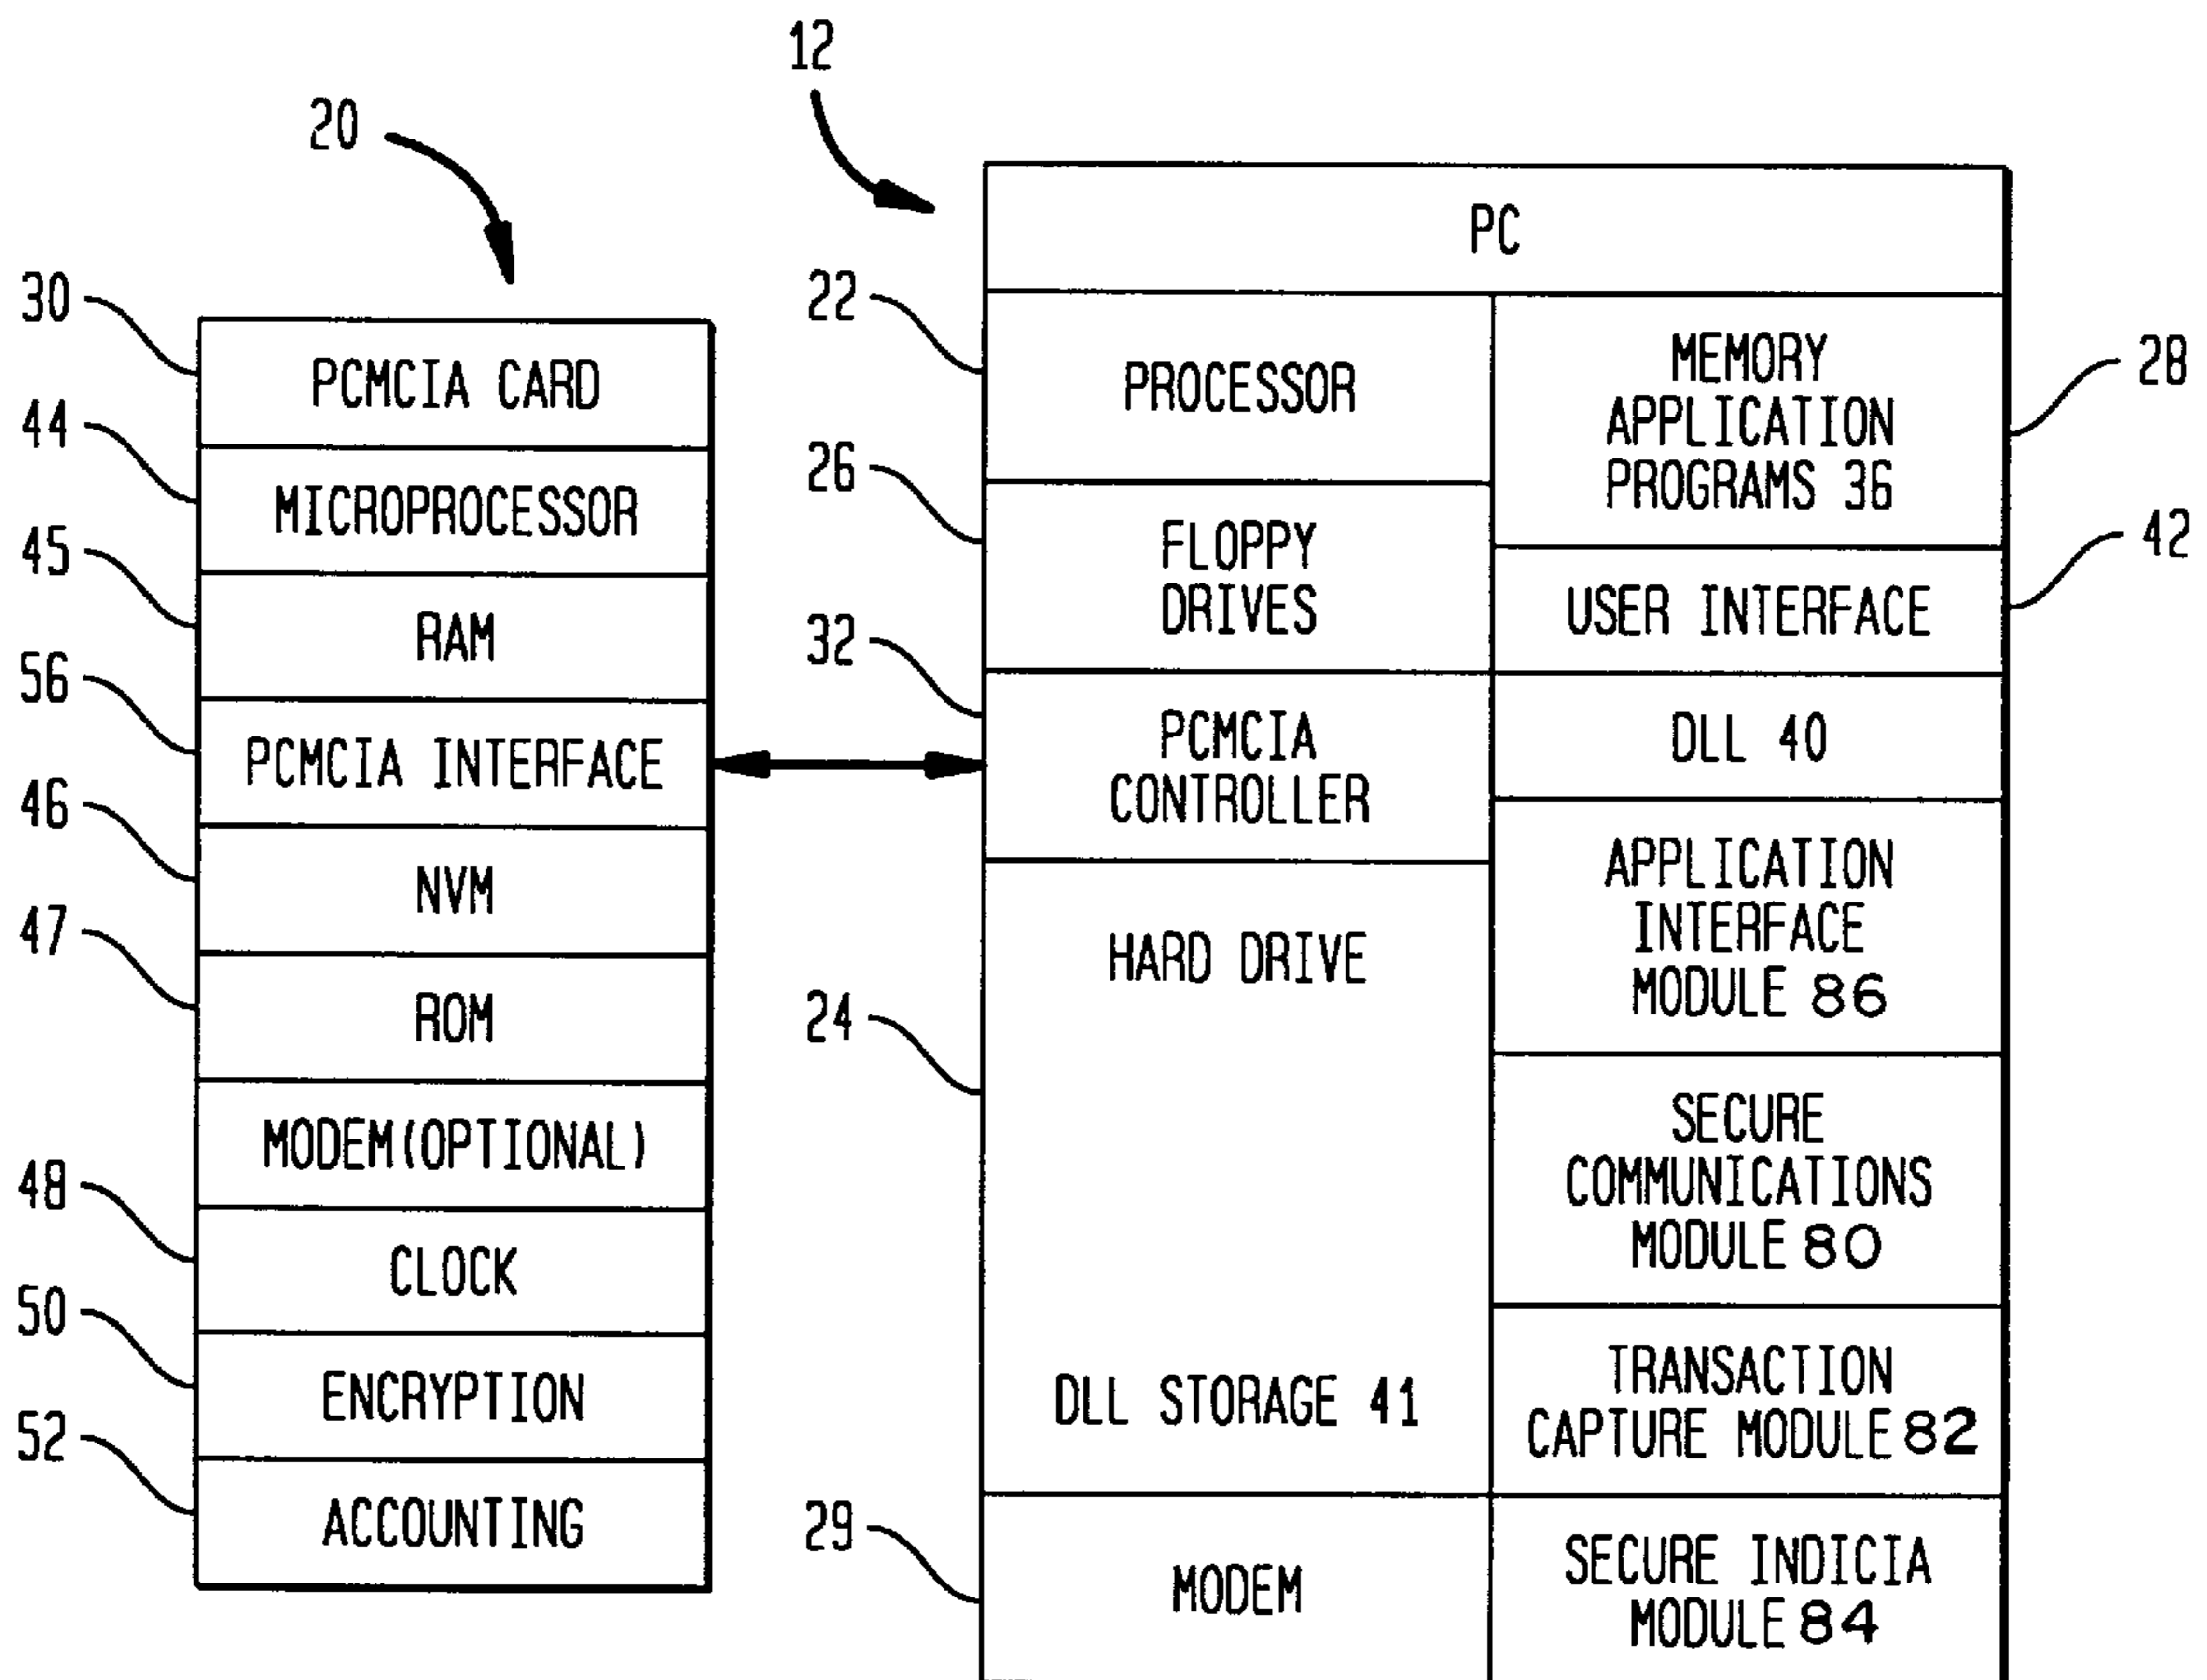 20
30
PCMCIA CARD
44
MICROPROCESSOR
45
RAM
56
PCMCIA INTERFACE
46
NVM
47
ROM
MODEM(OPTIONAL)
48
CLOCK
50
ENCRYPTION
52
ACCOUNTING
12
PC
22
PROCESSOR
26
FLOPPY
DRIVES
32
PCMCIA
CONTROLLER
24
HARD DRIVE
DLL STORAGE 41
29
MODEM
MEMORY
APPLICATION
PROGRAMS 36
28
USER INTERFACE
42
DLL 40
APPLICATION
INTERFACE
MODULE 86
SECURE
COMMUNICATIONS
MODULE 80
TRANSACTION
CAPTURE MODULE 82
SECURE INDICIA
MODULE 84